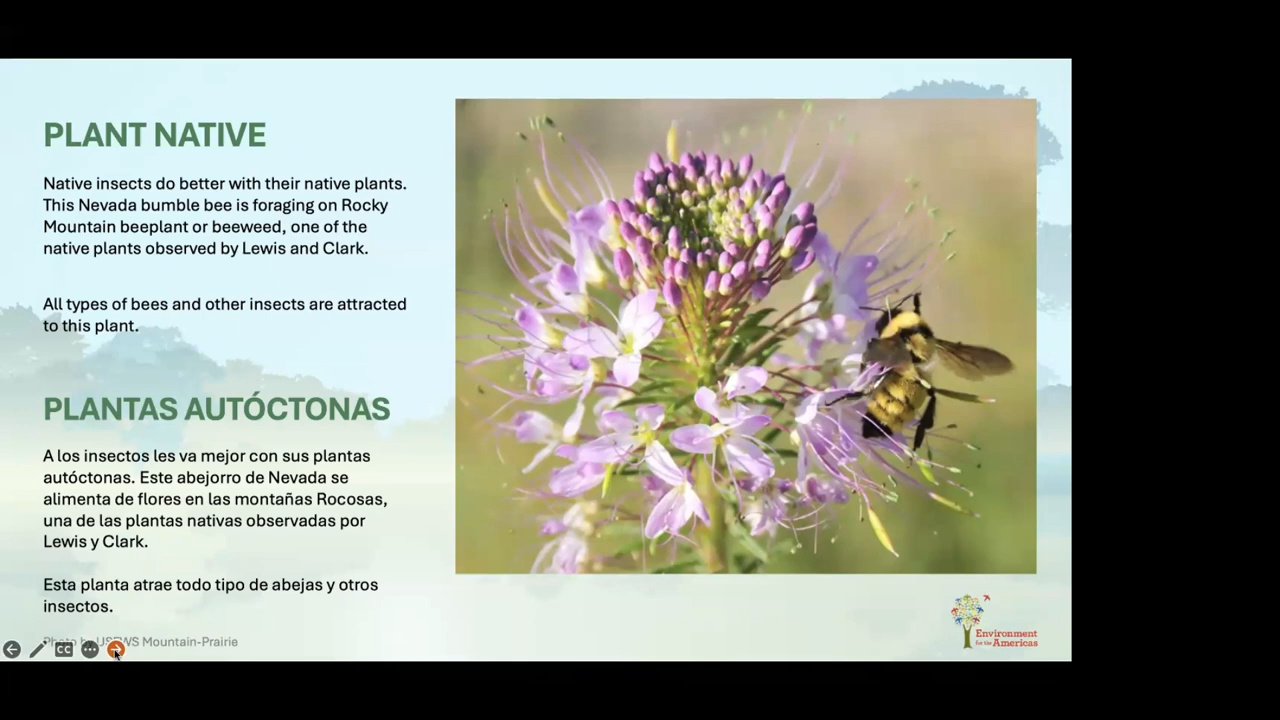 PLANT NATIVE
Native insects do better with their native plants.
This Nevada bumble bee is foraging on Rocky
Mountain beeplant or beeweed, one of the
native plants observed by Lewis and Clark.
All types of bees and other insects are attracted
to this plant.
PLANTAS AUTÓCTONAS
A los insectos les va mejor con sus plantas
autóctonas. Este abejorro de Nevada se
alimenta de flores en las montañas Rocosas,
una de las plantas nativas observadas por
Lewis y Clark.
Esta planta atrae todo tipo de abejas y otros
insectos.
Photo by USFWS Mountain-Prairie
CC
Environment
for the Americas